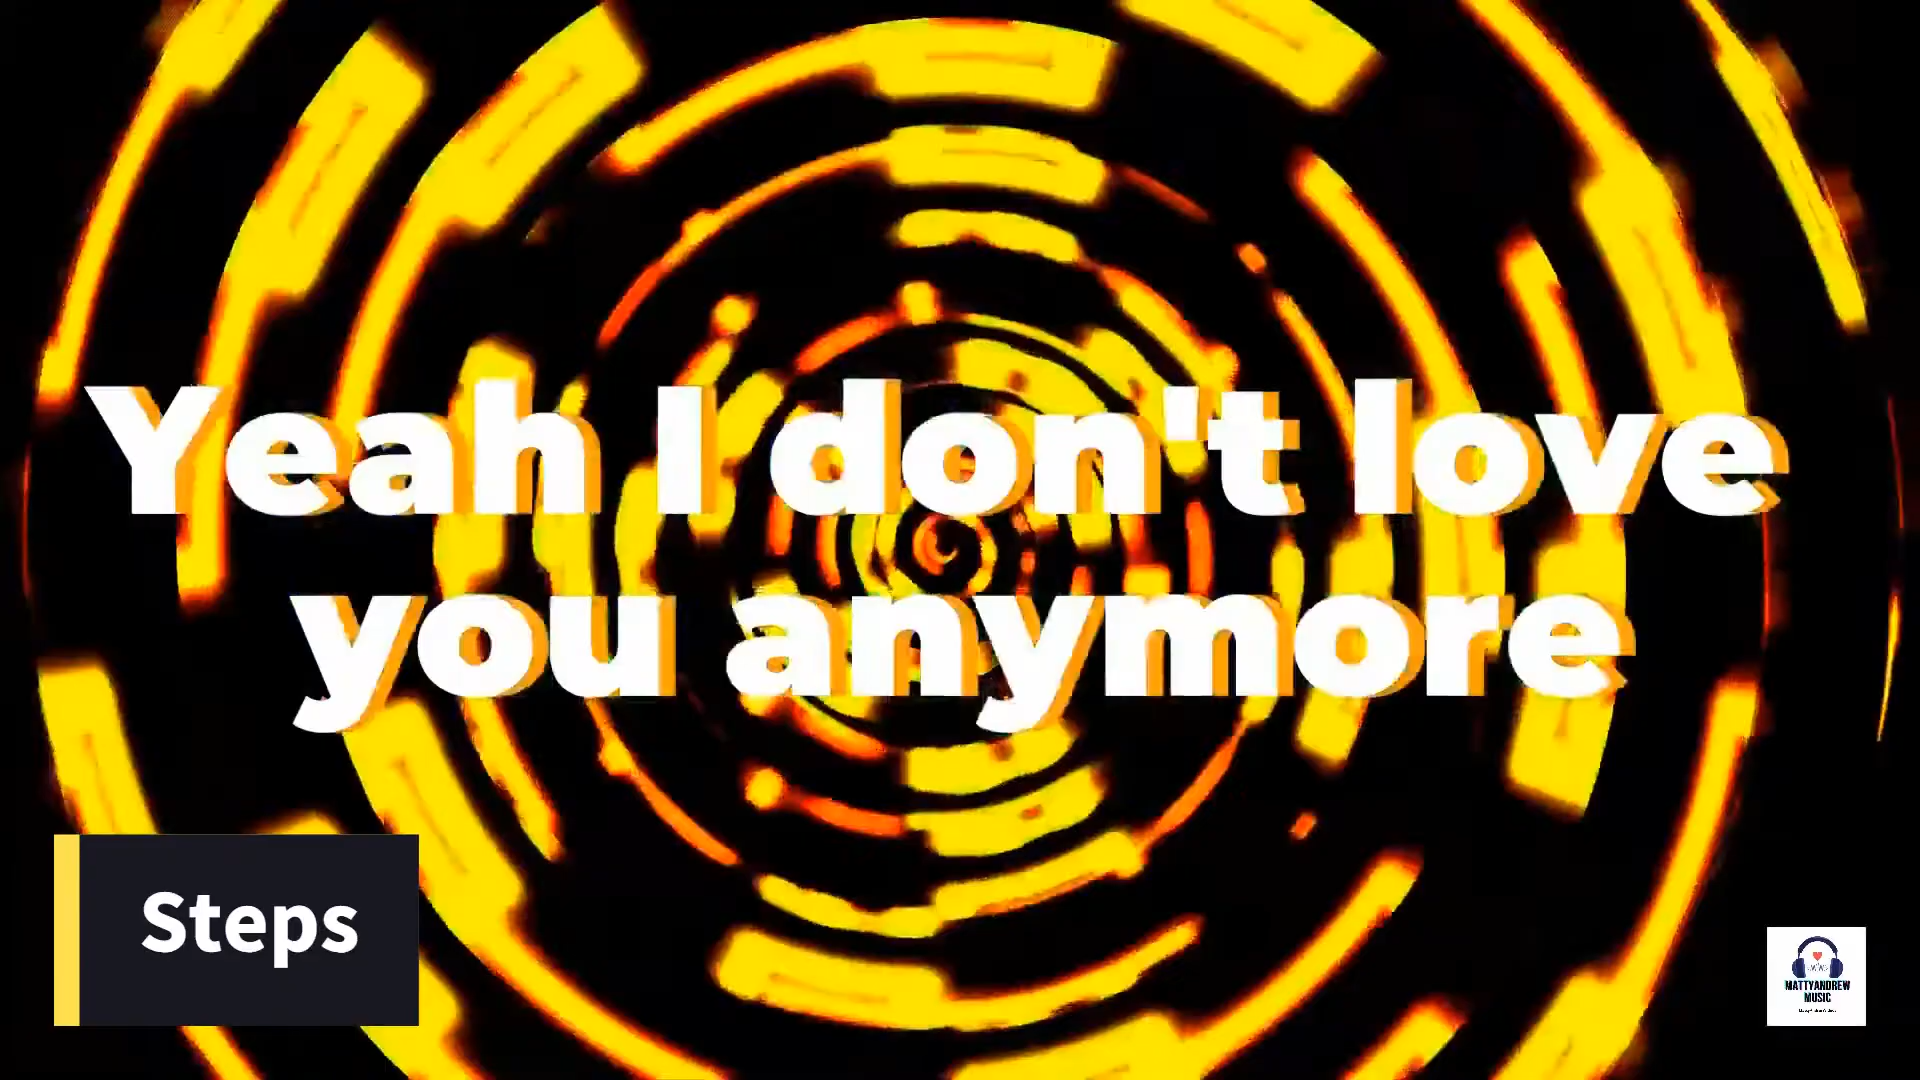 Yeah I don't love
you anymore
Steps
MATTYANDREW
MUSIC